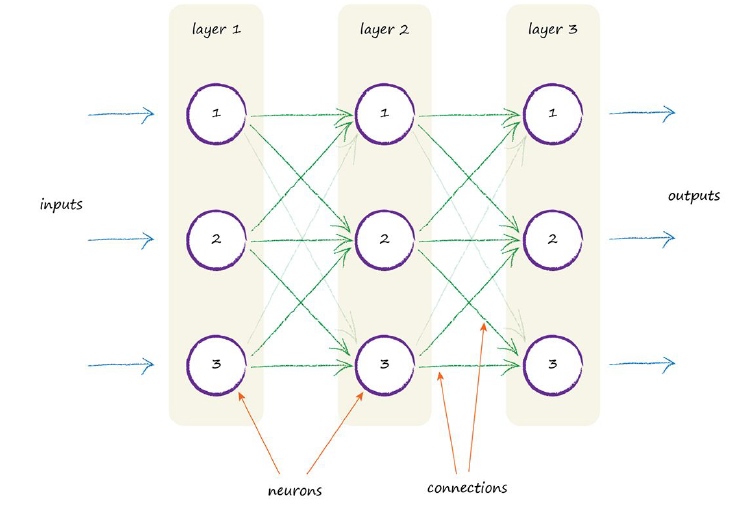 layer 1
layer 2
layer 3
1
1
1
inputs
outputs
2
2
2
3
3
3
neurons
connections